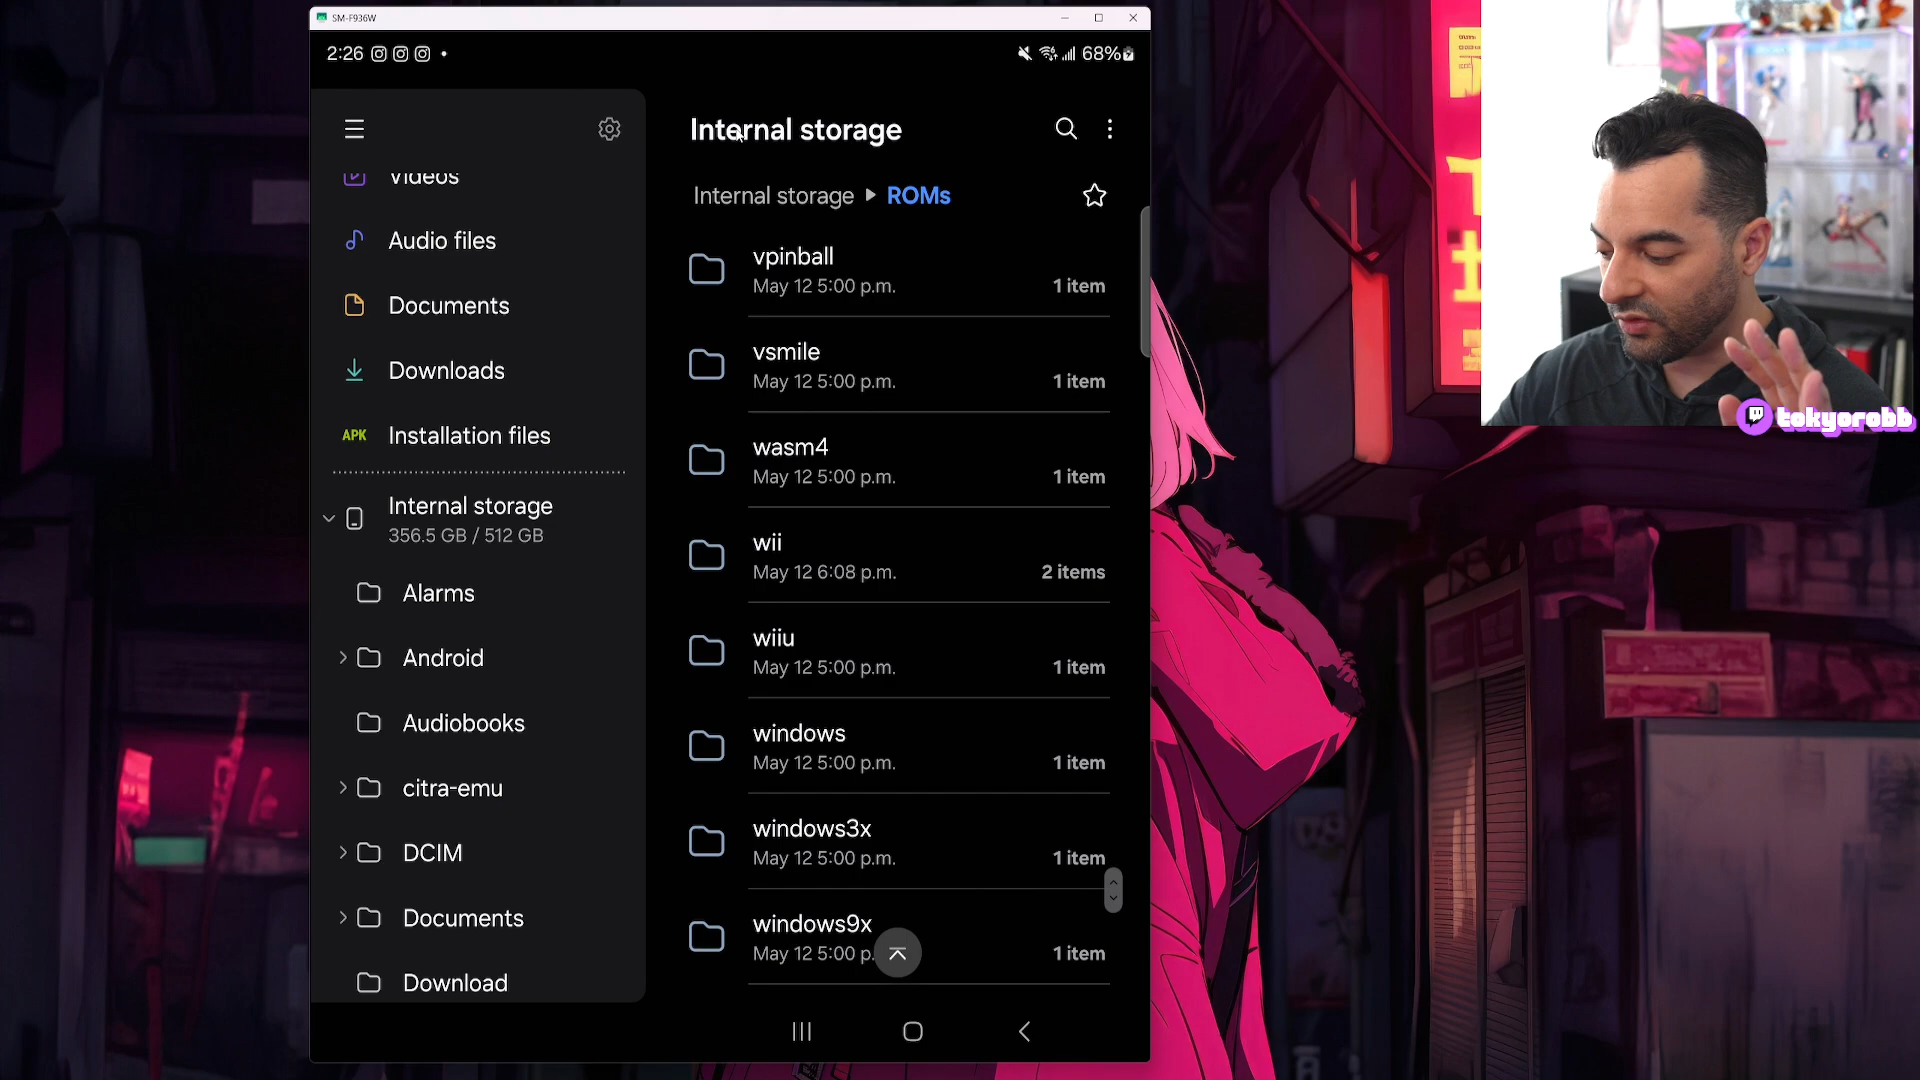 SM-F936W
2:26
68%
Videos
Audio files
Documents
Downloads
APK Installation files
Internal storage
356.5 GB / 512 GB
Alarms
Android
Audiobooks
citra-emu
DCIM
Documents
Download
Internal storage
Internal storage ROMs
vpinball
May 12 5:00 p.m. 1 item
vsmile
May 12 5:00 p.m. 1 item
wasm4
May 12 5:00 p.m. 1 item
wii
May 12 6:08 p.m. 2 items
wiiu
May 12 5:00 p.m. 1 item
windows
May 12 5:00 p.m. 1 item
windows3x
May 12 5:00 p.m. 1 item
windows9x
May 12 5:00 p. 1 item
tokyorobb